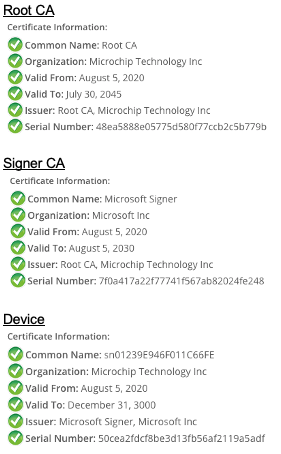 Root CA
Certificate Information:
Common Name: Root CA
Organization: Microchip Technology Inc
Valid From: August 5, 2020
Valid To: July 30, 2045
Issuer: Root CA, Microchip Technology Inc
Serial Number: 48ea5888e05775d580f77ccb2c5b779b
Signer CA
Certificate Information:
Common Name: Microsoft Signer
Organization: Microsoft Inc
Valid From: August 5, 2020
Valid To: August 5, 2030
Issuer: Root CA, Microchip Technology Inc
Serial Number: 7f0a417a22f77741f567ab82024fe248
Device
Certificate Information:
Common Name: sn01239E946F011C66FE
Organization: Microchip Technology Inc
Valid From: August 5, 2020
Valid To: December 31, 3000
Issuer: Microsoft Signer, Microsoft Inc
Serial Number: 50cea2fdcf8be3d13fb56af2119a5adf